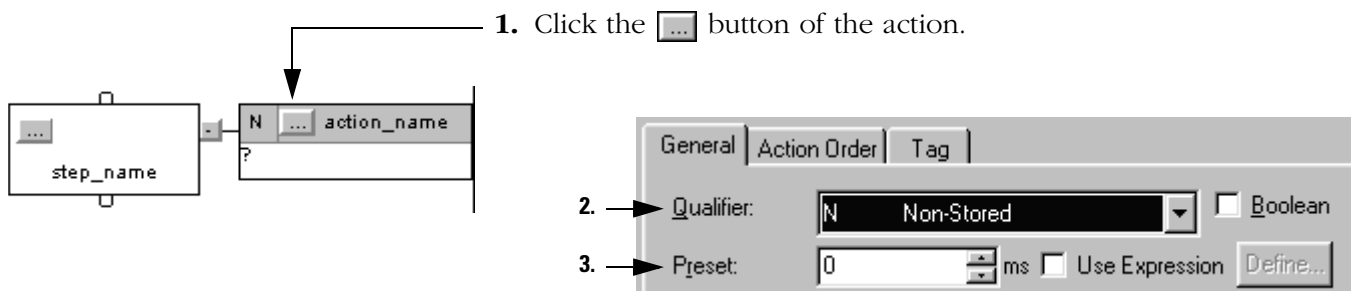 1. Click the ... button of the action.
N ... action_name
...
?
step_name
General Action Order Tag
2. Qualifier: N Non-Stored Boolean
3. Preset: 0 ms Use Expression Define...